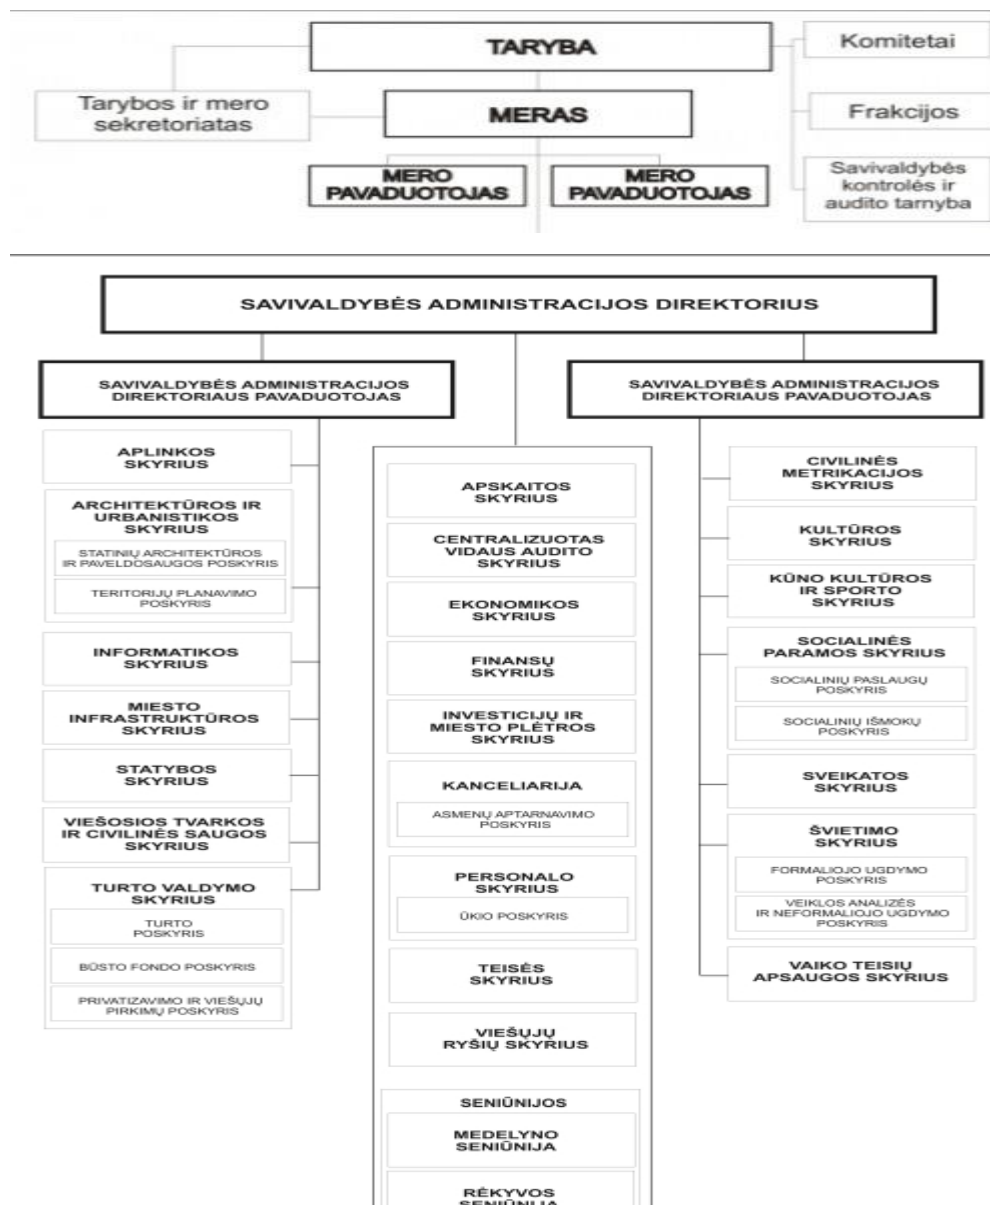 TARYBA
Komitetai
Tarybos ir mero
sekretoriatas
MERAS
Frakcijos
MERO
PAVADUOTOJAS
MERO
PAVADUOTOJAS
Savivaldybės
kontrolės ir
audito tarnyba
SAVIVALDYBĖS ADMINISTRACIJOS DIREKTORIUS
SAVIVALDYBĖS ADMINISTRACIJOS
DIREKTORIAUS PAVADUOTOJAS
SAVIVALDYBĖS ADMINISTRACIJOS
DIREKTORIAUS PAVADUOTOJAS
APLINKOS
SKYRIUS
ARCHITEKTŪROS IR
URBANISTIKOS
SKYRIUS
STATINIŲ ARCHITEKTŪROS
IR PAVELDOSAUGOS POSKYRIS
TERITORIJŲ PLANAVIMO
POSKYRIS
INFORMATIKOS
SKYRIUS
MIESTO
INFRASTRUKTŪROS
SKYRIUS
STATYBOS
SKYRIUS
VIEŠOSIOS TVARKOS
IR CIVILINĖS SAUGOS
SKYRIUS
TURTO VALDYMO
SKYRIUS
TURTO
POSKYRIS
BŪSTO FONDO POSKYRIS
PRIVATIZAVIMO IR VIEŠŲJŲ
PIRKIMŲ POSKYRIS
APSKAITOS
SKYRIUS
CENTRALIZUOTAS
VIDAUS AUDITO
SKYRIUS
EKONOMIKOS
SKYRIUS
FINANSŲ
SKYRIUS
INVESTICIJŲ IR
MIESTO PLĖTROS
SKYRIUS
KANCELIARIJA
ASMENŲ APTARNAVIMO
POSKYRIS
PERSONALO
SKYRIUS
ŪKIO POSKYRIS
TEISĖS
SKYRIUS
VIEŠŲJŲ
RYŠIŲ SKYRIUS
SENIŪNIJOS
MEDELYNO
SENIŪNIJA
RĖKYVOS
SENIŪNIJA
CIVILINĖS
METRIKACIJOS
SKYRIUS
KULTŪROS
SKYRIUS
KŪNO KULTŪROS
IR SPORTO
SKYRIUS
SOCIALINĖS
PARAMOS SKYRIUS
SOCIALINIŲ PASLAUGŲ
POSKYRIS
SOCIALINIŲ IŠMOKŲ
POSKYRIS
SVEIKATOS
SKYRIUS
ŠVIETIMO
SKYRIUS
FORMALIOJO UGDYMO
POSKYRIS
VEIKLOS ANALIZĖS
IR NEFORMALIOJO UGDYMO
POSKYRIS
VAIKO TEISIŲ
APSAUGOS SKYRIUS